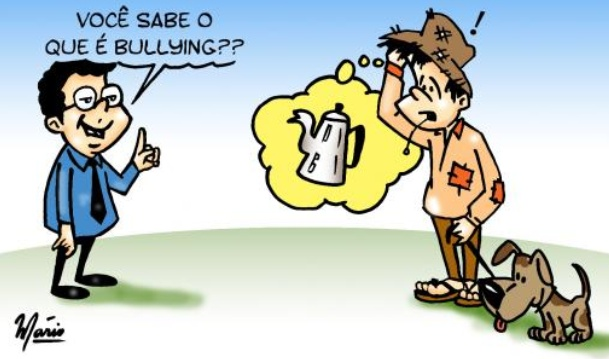 VOCÊ SABE O
QUE É BULLYING??
!
Mário